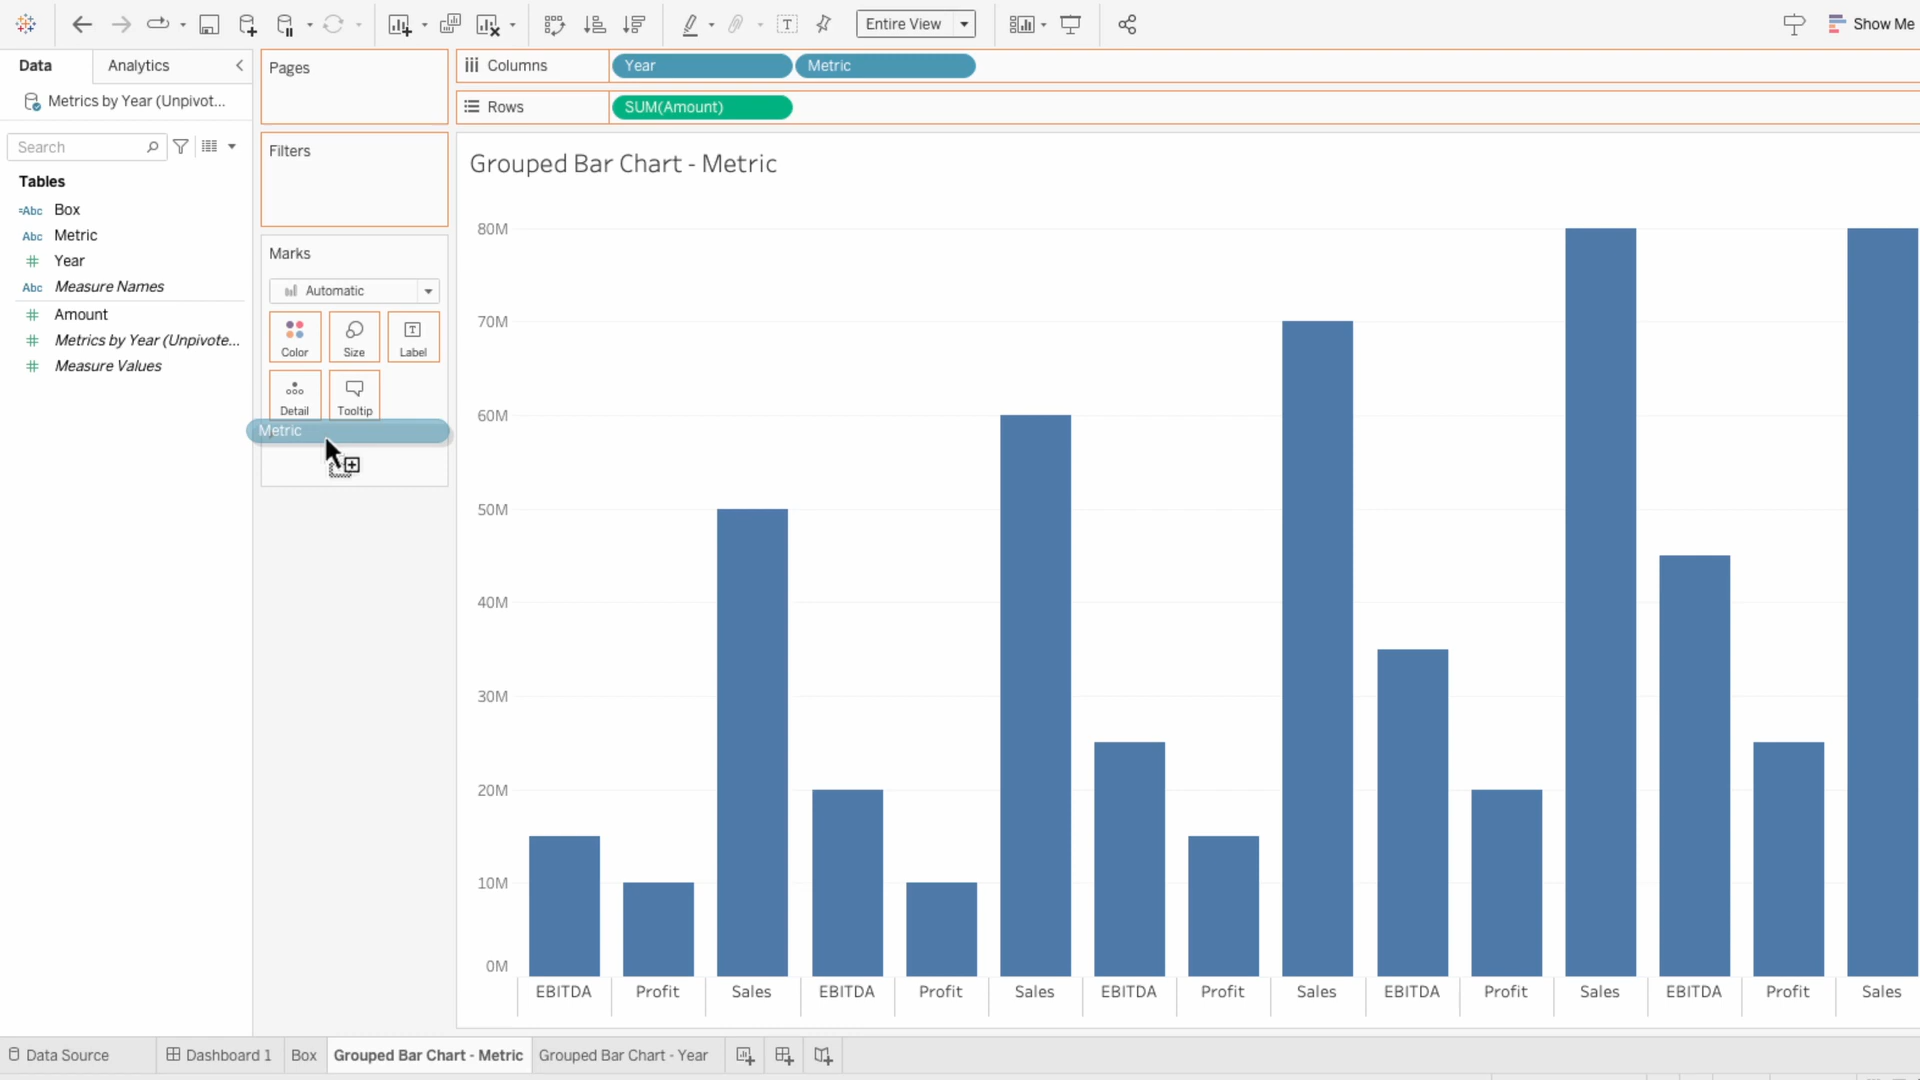 Entire View
Show Me
Data
Analytics
Metrics by Year (Unpivot...
Search
Tables
Abc Box
Abc Metric
Year
Abc Measure Names
Amount
Metrics by Year (Unpivote...
Measure Values
Pages
Filters
Marks
Automatic
Color
Size
T
Label
Detail
Tooltip
Metric
Columns
Year
Metric
Rows
SUM(Amount)
Grouped Bar Chart - Metric
80M
70M
60M
50M
40M
30M
20M
10M
0M
EBITDA Profit Sales EBITDA Profit Sales EBITDA Profit Sales EBITDA Profit Sales EBITDA Profit Sales
Data Source
Dashboard 1
Box
Grouped Bar Chart - Metric
Grouped Bar Chart - Year